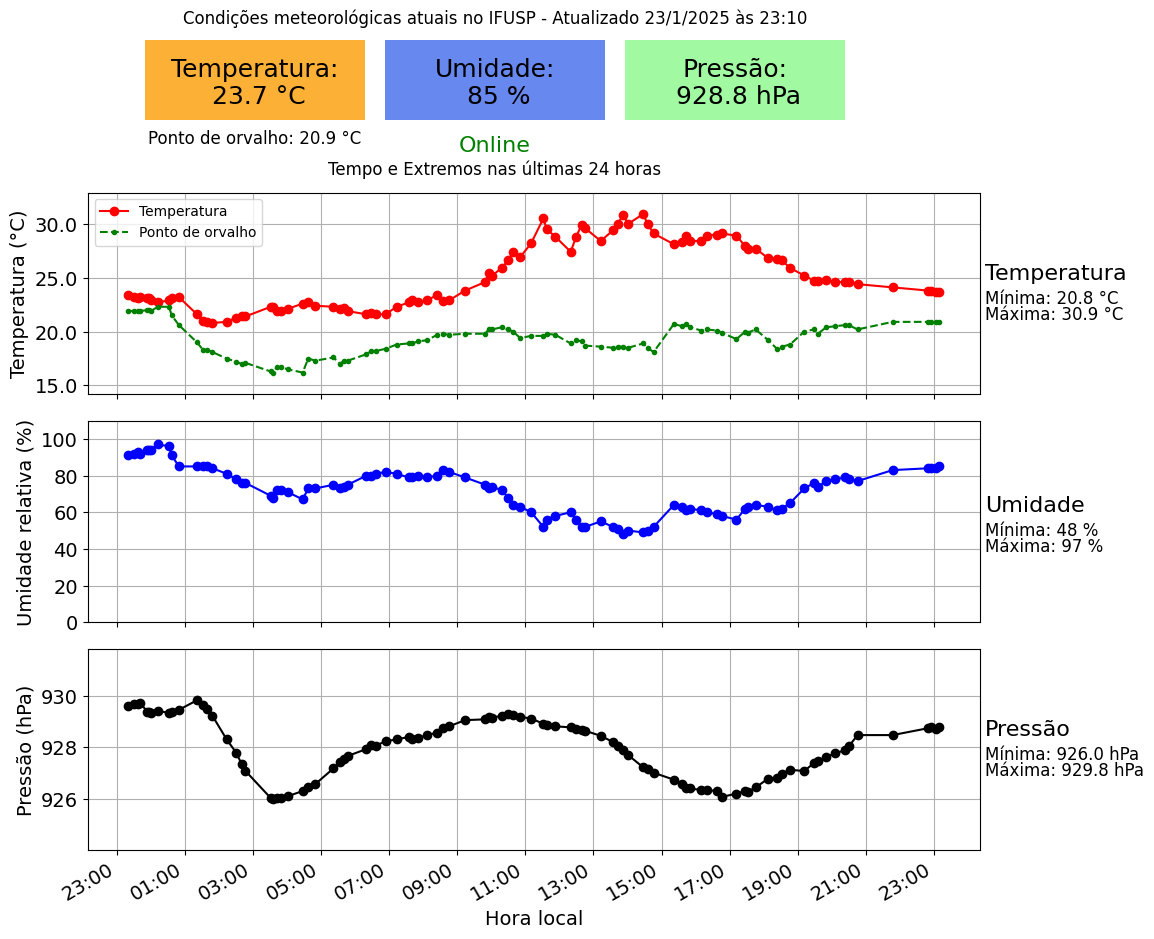 Condições meteorológicas atuais no IFUSP - Atualizado 23/1/2025 às 23:10
Temperatura:
23.7 °C
Umidade:
85 %
Pressão:
928.8 hPa
Ponto de orvalho: 20.9 °C
Online
Tempo e Extremos nas últimas 24 horas
Temperatura (°C)
30.0
25.0
20.0
15.0
Temperatura
Ponto de orvalho
Temperatura
Mínima: 20.8 °C
Máxima: 30.9 °C
Umidade relativa (%)
100
80
60
40
20
0
Umidade
Mínima: 48 %
Máxima: 97 %
Pressão (hPa)
930
928
926
Pressão
Mínima: 926.0 hPa
Máxima: 929.8 hPa
23:00 01:00 03:00 05:00 07:00 09:00 11:00 13:00 15:00 17:00 19:00 21:00 23:00
Hora local